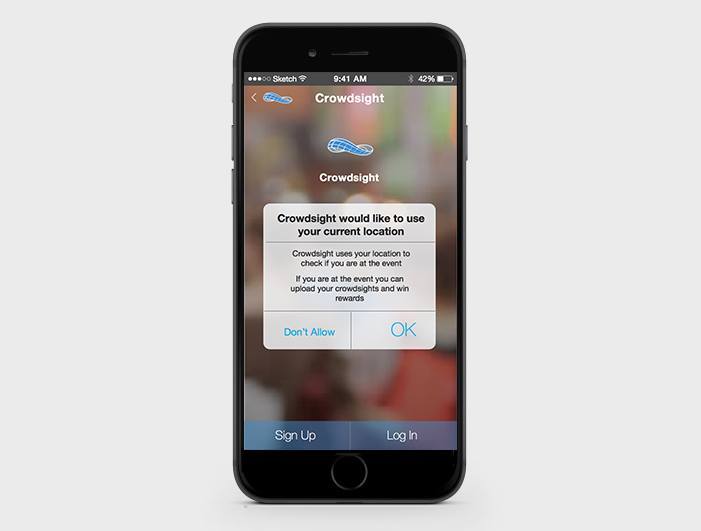 Sketch 9:41 AM 42%
Crowdsight
Crowdsight
Crowdsight would like to use
your current location
Crowdsight uses your location to
check if you are at the event
If you are at the event you can
upload your crowdsights and win
rewards
Don't Allow OK
Sign Up Log In